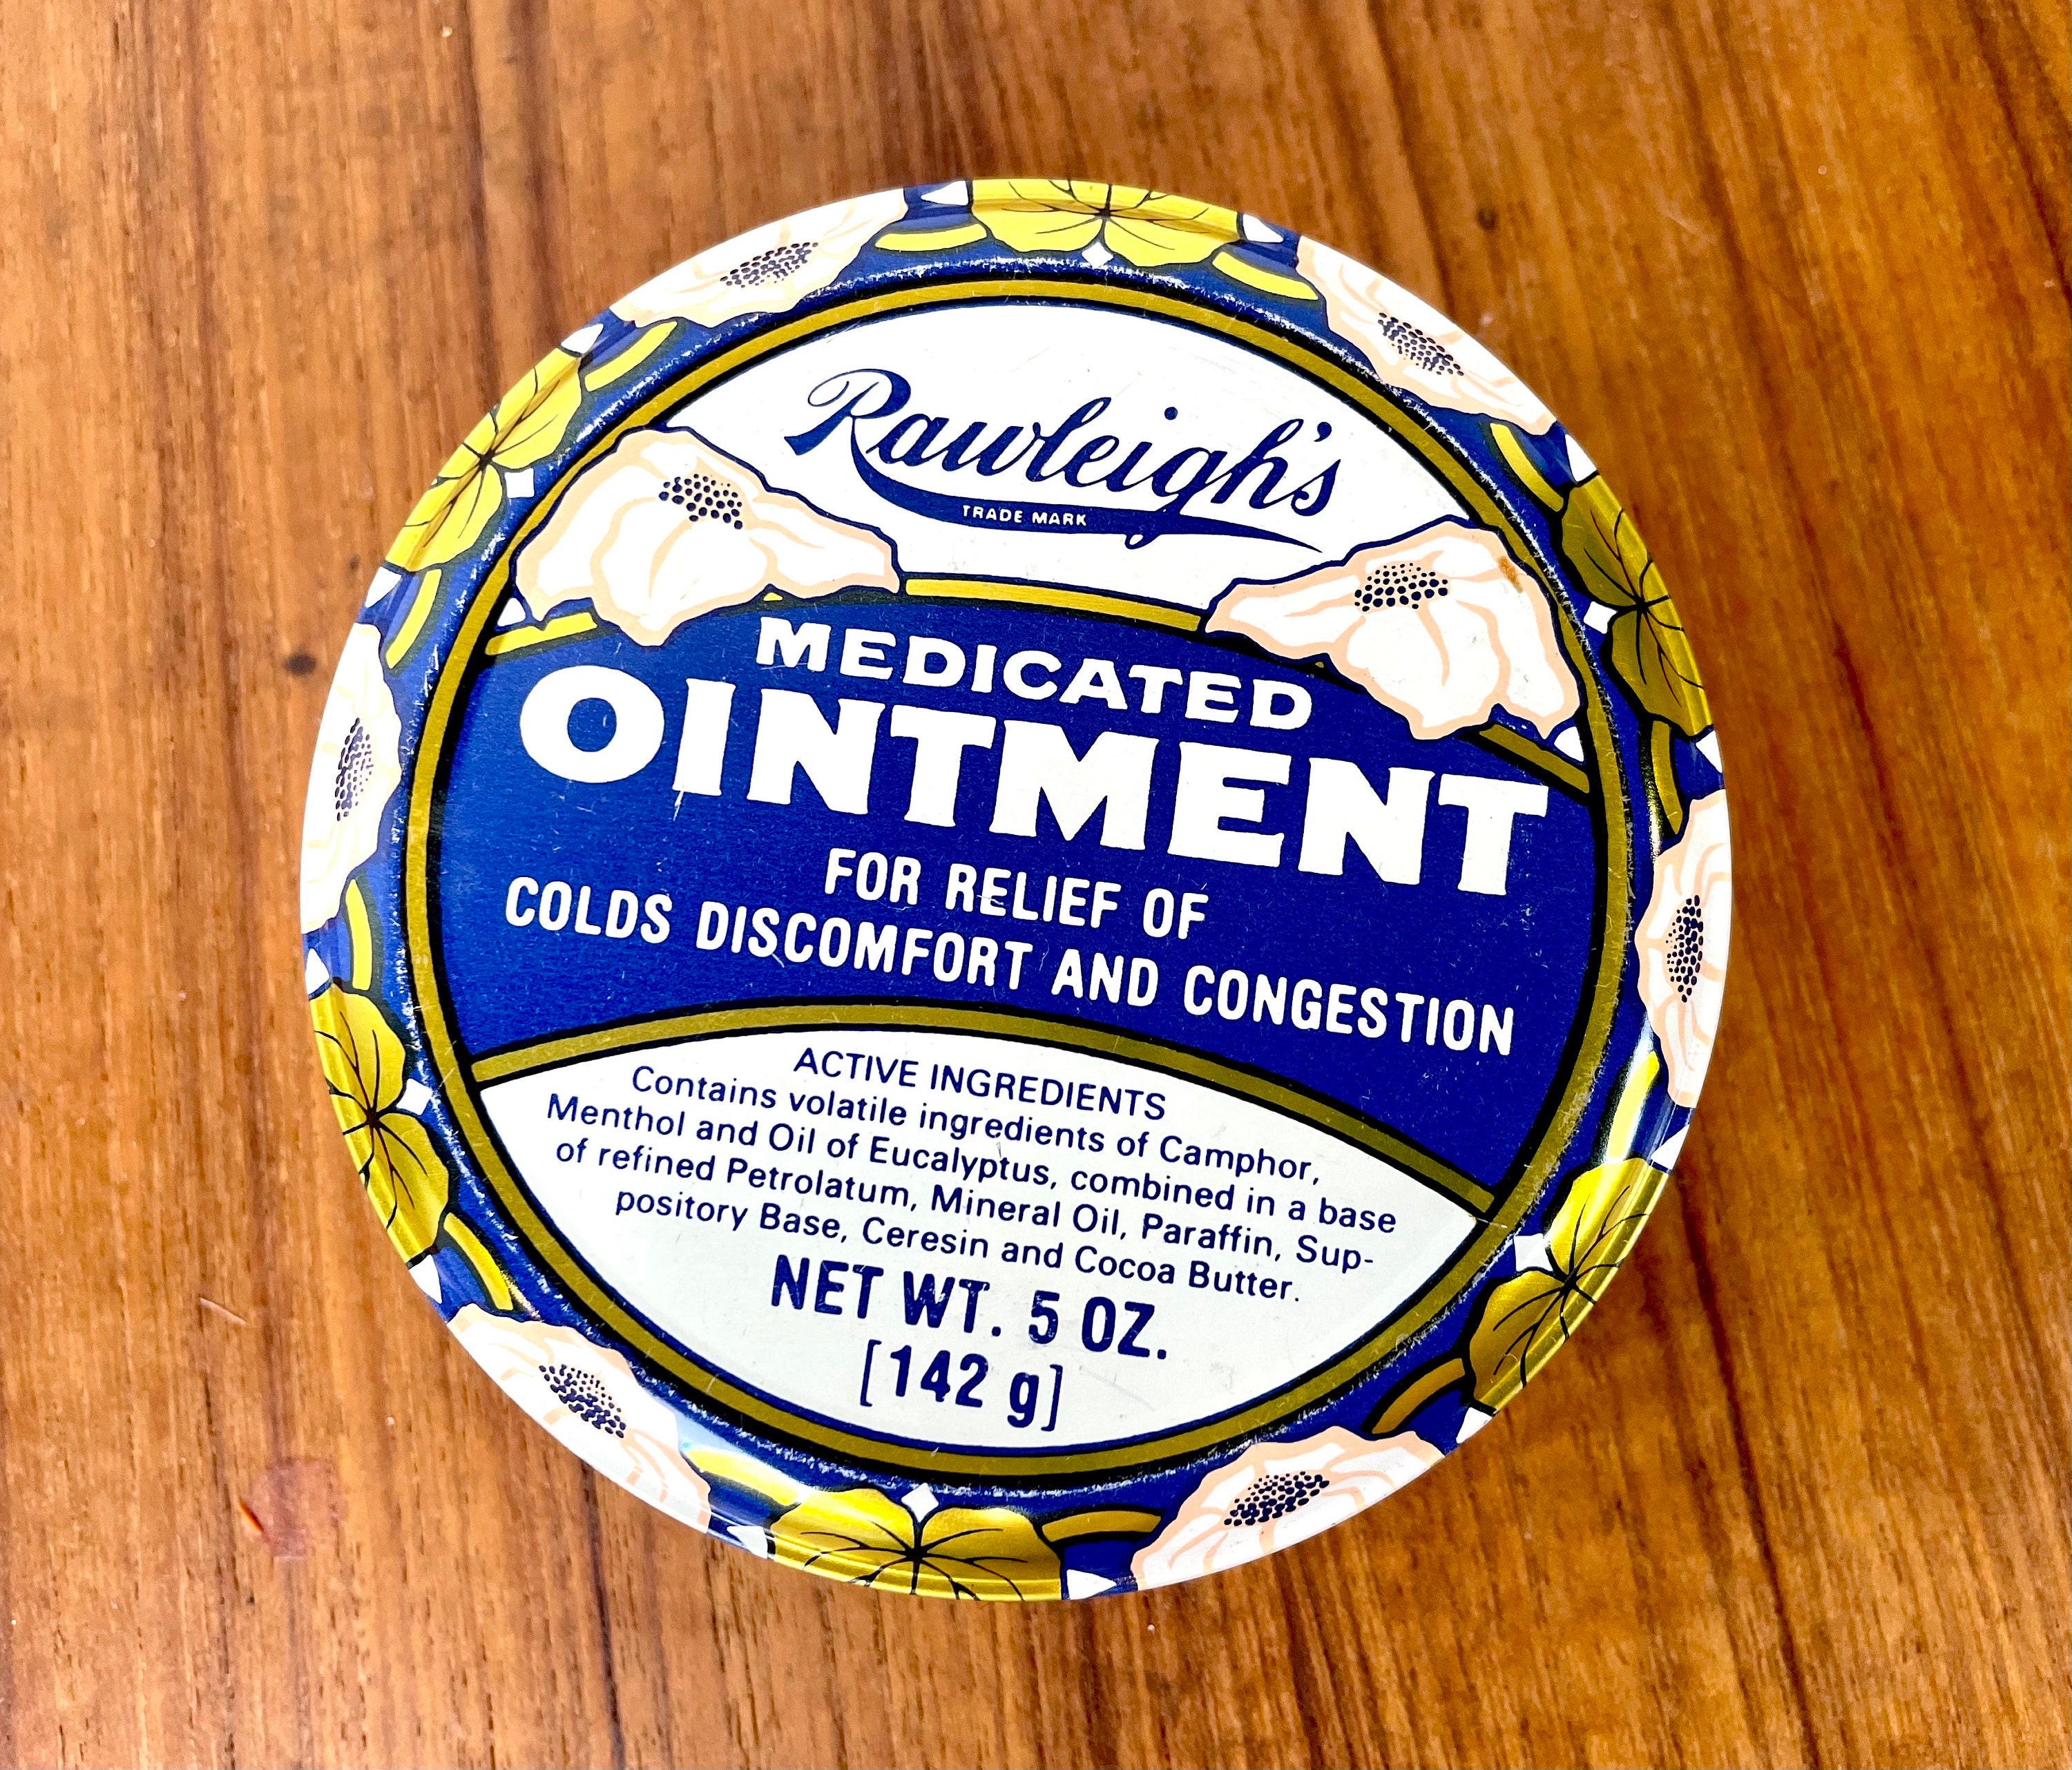 Rawleigh's
TRADE MARK
MEDICATED
OINTMENT
FOR RELIEF OF
COLDS DISCOMFORT AND CONGESTION
ACTIVE INGREDIENTS
Contains volatile ingredients of Camphor,
Menthol and Oil of Eucalyptus, combined in a base
of refined Petrolatum, Mineral Oil, Paraffin, Sup-
pository Base, Ceresin and Cocoa Butter.
NET WT. 5 OZ.
[142 g]